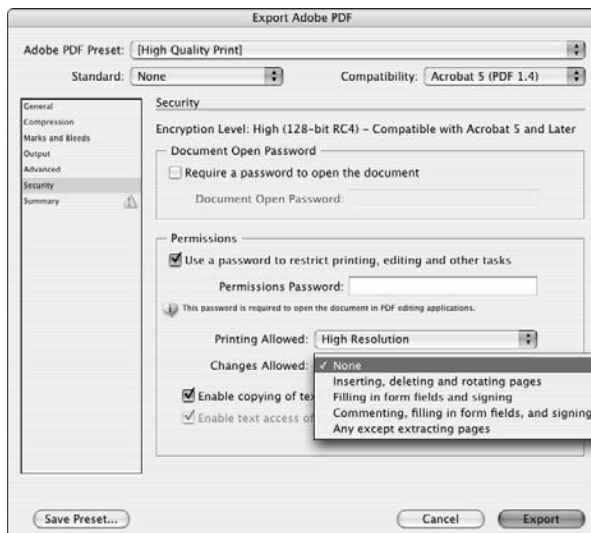 Export Adobe PDF
Adobe PDF Preset: [High Quality Print]
Standard: None Compatibility: Acrobat 5 (PDF 1.4)
General
Compression
Marks and Bleeds
Output
Advanced
Security
Summary
Security
Encryption Level: High (128-bit RC4) – Compatible with Acrobat 5 and Later
Document Open Password
Require a password to open the document
Document Open Password:
Permissions
Use a password to restrict printing, editing and other tasks
Permissions Password:
This password is required to open the document in PDF editing applications.
Printing Allowed: High Resolution
Changes Allowed: ✓ None
Inserting, deleting and rotating pages
Filling in form fields and signing
Commenting, filling in form fields, and signing
Any except extracting pages
Enable copying of
Enable text access
Save Preset... Cancel Export